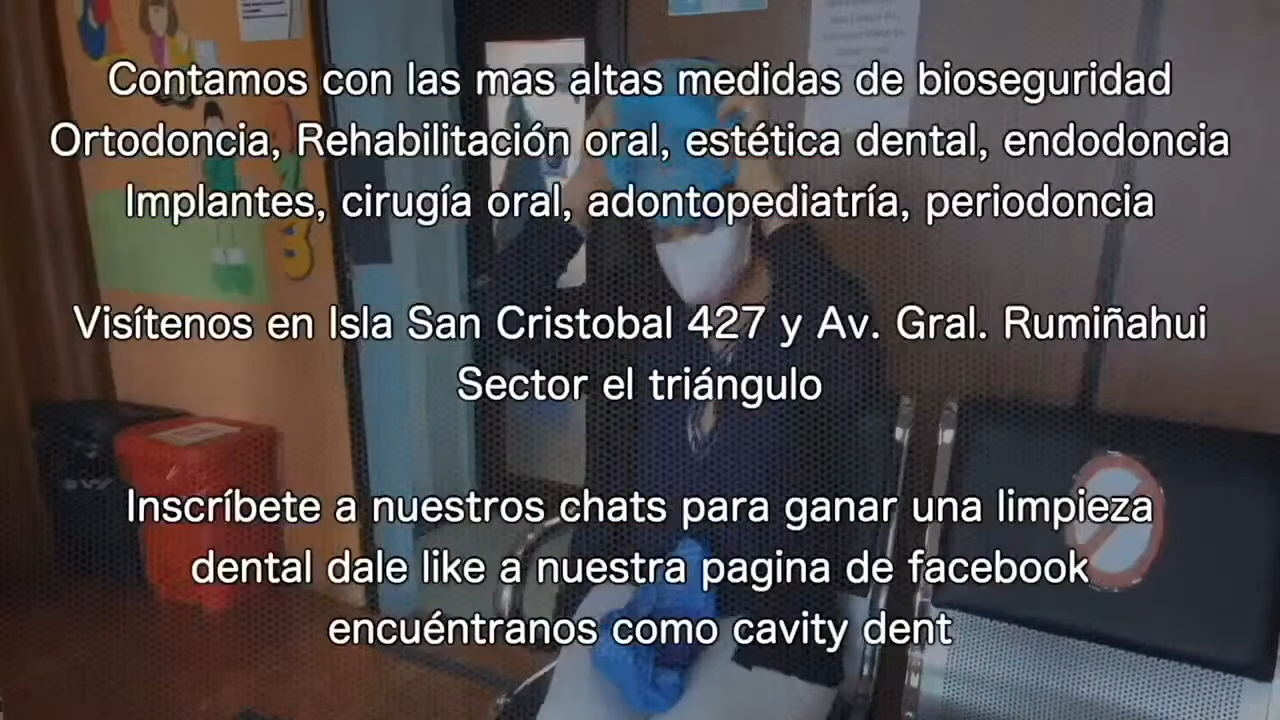 Contamos con las mas altas medidas de bioseguridad
Ortodoncia, Rehabilitación oral, estética dental, endodoncia
Implantes, cirugía oral, adontopediatría, periodoncia
Visítenos en Isla San Cristobal 427 y Av. Gral. Rumiñahui
Sector el triángulo
Inscríbete a nuestros chats para ganar una limpieza
dental dale like a nuestra pagina de facebook
encuéntranos como cavity dent